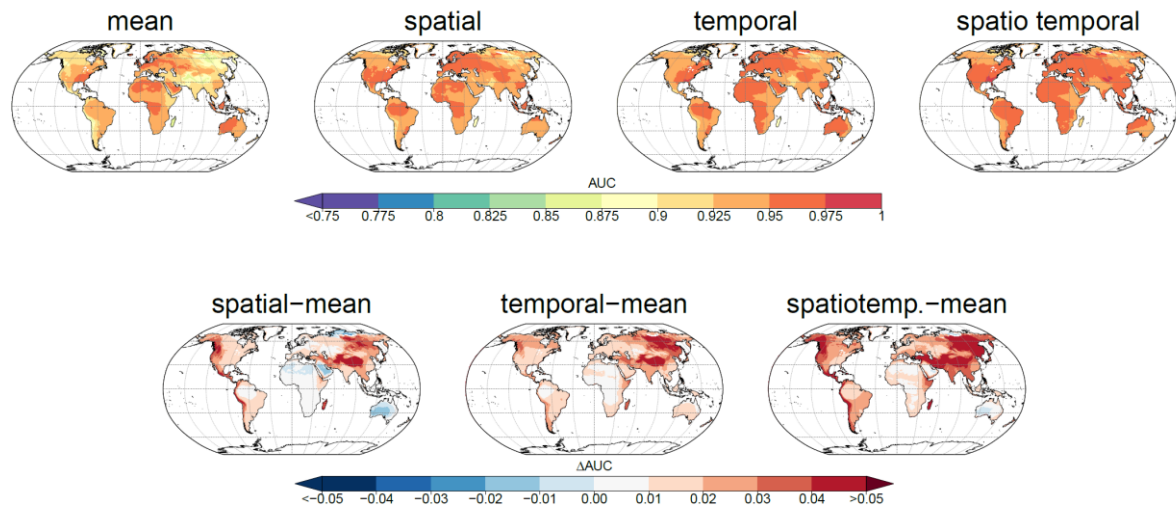 mean spatial temporal spatio temporal
AUC
<0.75 0.775 0.8 0.825 0.85 0.875 0.9 0.925 0.95 0.975 1
spatial−mean temporal−mean spatiotemp.−mean
ΔAUC
<−0.05 −0.04 −0.03 −0.02 −0.01 0.00 0.01 0.02 0.03 0.04 >0.05